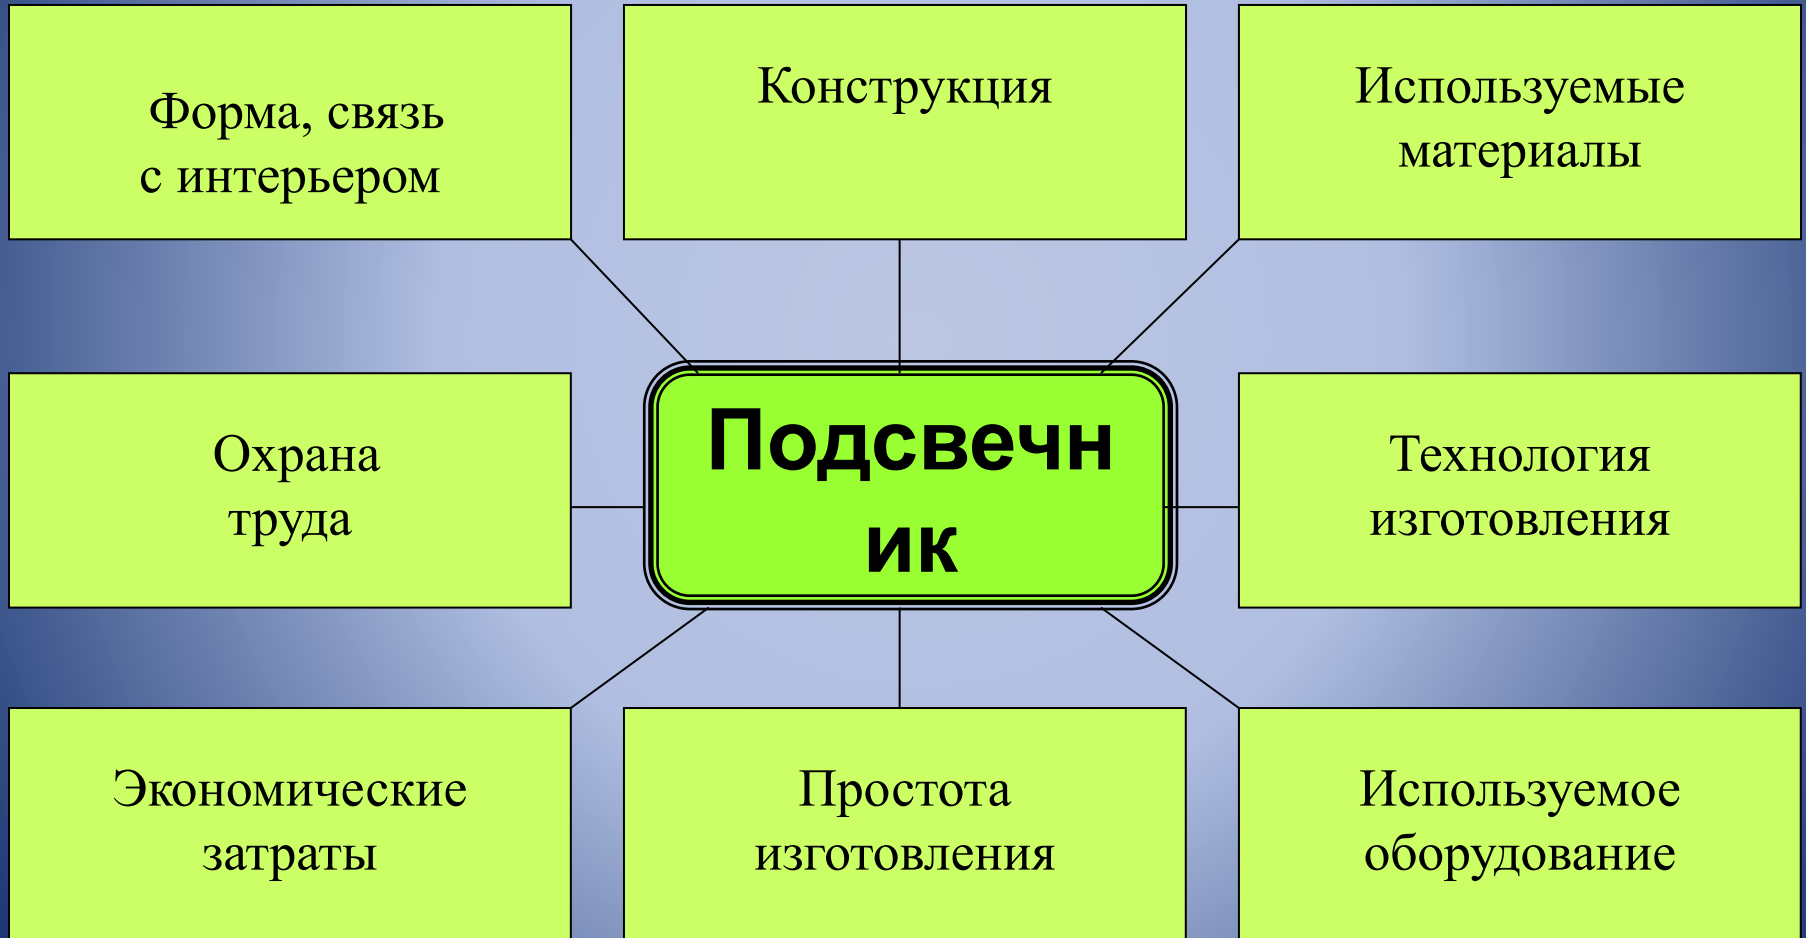 Форма, связь
с интерьером
Конструкция
Используемые
материалы
Охрана
труда
Подсвечн
ик
Технология
изготовления
Экономические
затраты
Простота
изготовления
Используемое
оборудование